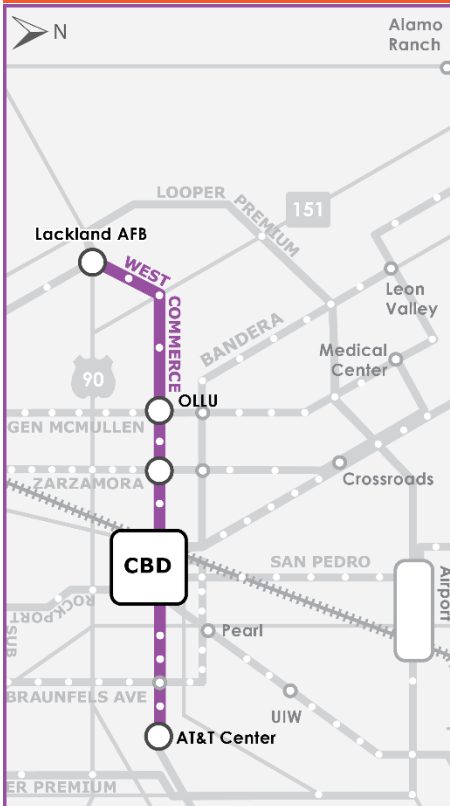 N
Alamo
Ranch
LOOPER
PREMIUM
151
Lackland AFB
WEST
COMMERCE
Leon
Valley
BANDERA
Medical
Center
90
OLLU
GEN MCMULLEN
Crossroads
ZARZAMORA
CBD
SAN PEDRO
Airport
ROCKPORT
SUB
Pearl
BRAUNFELS AVE
UIW
AT&T Center
ER PREMIUM